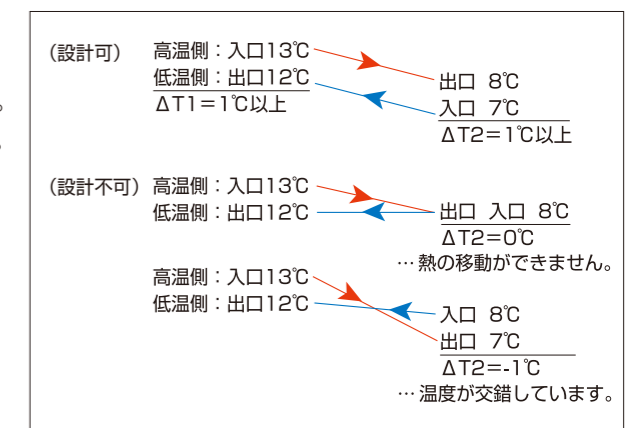 (設計可) 高温側：入口13℃
低温側：出口12℃
ΔT1＝1℃以上
出口 8℃
入口 7℃
ΔT2＝1℃以上
(設計不可) 高温側：入口13℃
低温側：出口12℃
出口 入口 8℃
ΔT2＝0℃
…熱の移動ができません。
高温側：入口13℃
低温側：出口12℃
入口 8℃
出口 7℃
ΔT2＝-1℃
…温度が交錯しています。